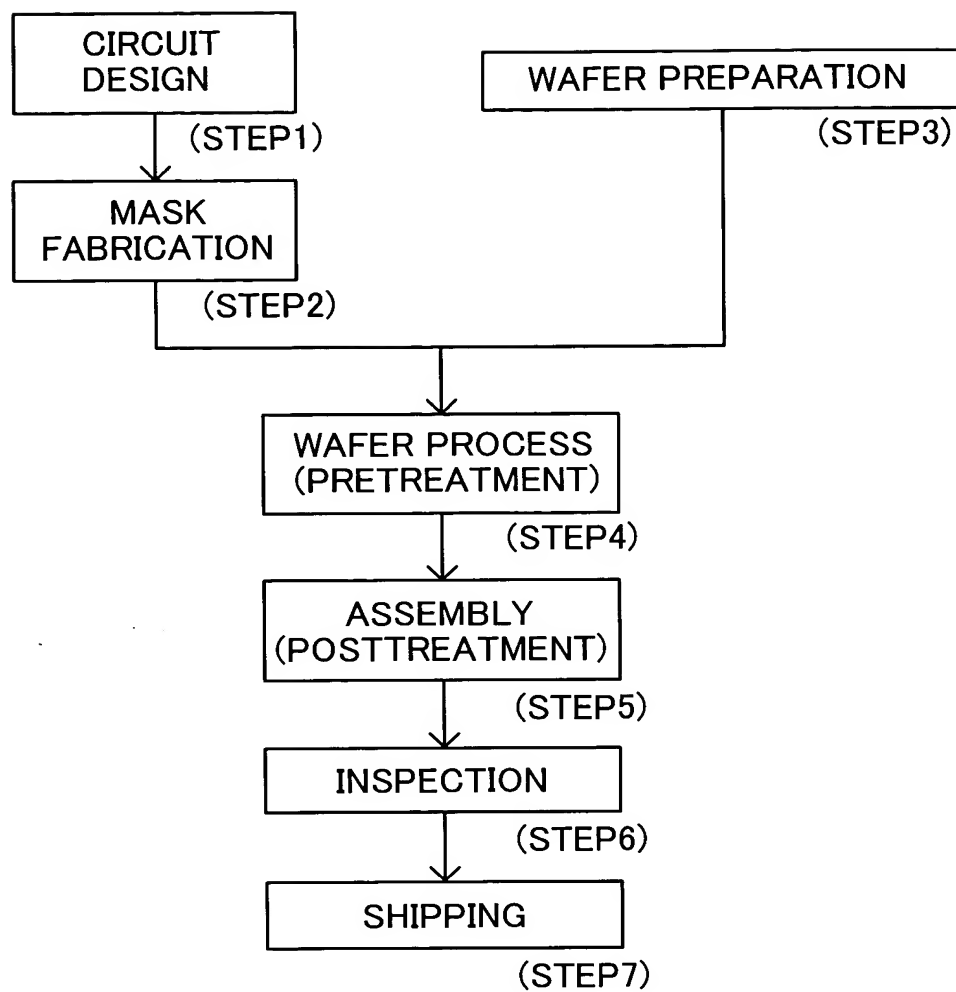 CIRCUIT
DESIGN
(STEP1)
MASK
FABRICATION
(STEP2)
WAFER PREPARATION
(STEP3)
WAFER PROCESS
(PRETREATMENT)
(STEP4)
ASSEMBLY
(POSTTREATMENT)
(STEP5)
INSPECTION
(STEP6)
SHIPPING
(STEP7)